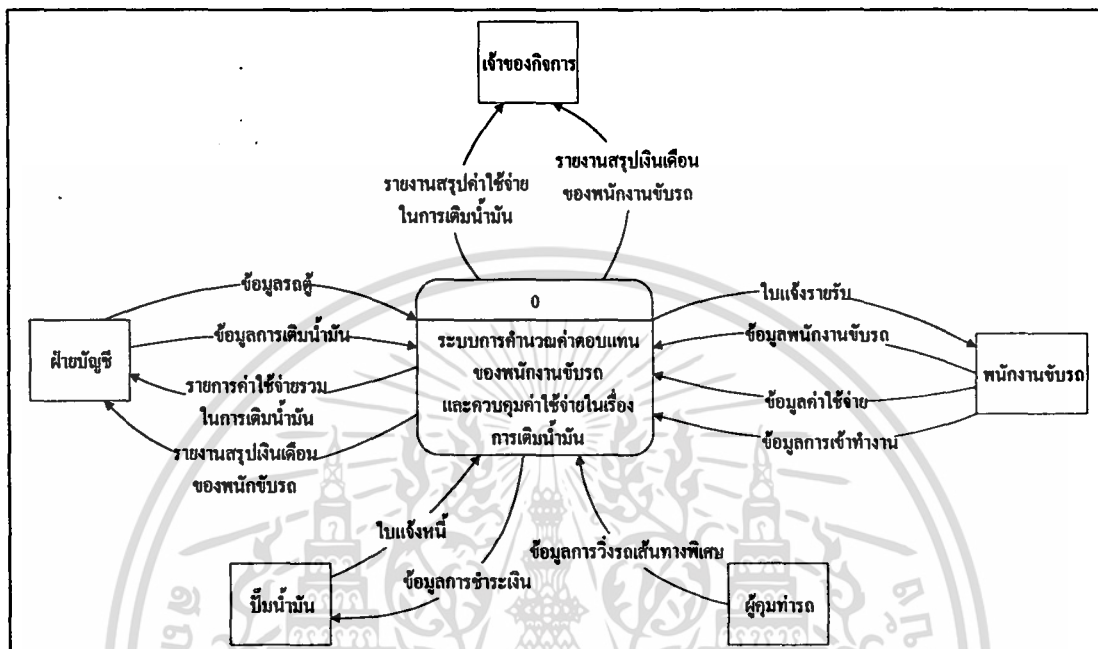 เจ้าของกิจการ
รายงานสรุปค่าใช้จ่าย
ในการเติมน้ำมัน
รายงานสรุปเงินเดือน
ของพนักงานขับรถ
ข้อมูลรถตู้
ข้อมูลการเติมน้ำมัน
ฝ่ายบัญชี
รายการค่าใช้จ่ายรวม
ในการเติมน้ำมัน
รายงานสรุปเงินเดือน
ของพนักขับรถ
0
ระบบการคำนวณค่าตอบแทน
ของพนักงานขับรถ
และควบคุมค่าใช้จ่ายในเรื่อง
การเติมน้ำมัน
ใบแจ้งรายรับ
ข้อมูลพนักงานขับรถ
พนักงานขับรถ
ข้อมูลค่าใช้จ่าย
ข้อมูลการเข้าทำงาน
ใบแจ้งหนี้
ข้อมูลการชำระเงิน
ปั๊มน้ำมัน
ข้อมูลการวิ่งรถเส้นทางพิเศษ
ผู้คุมท่ารถ